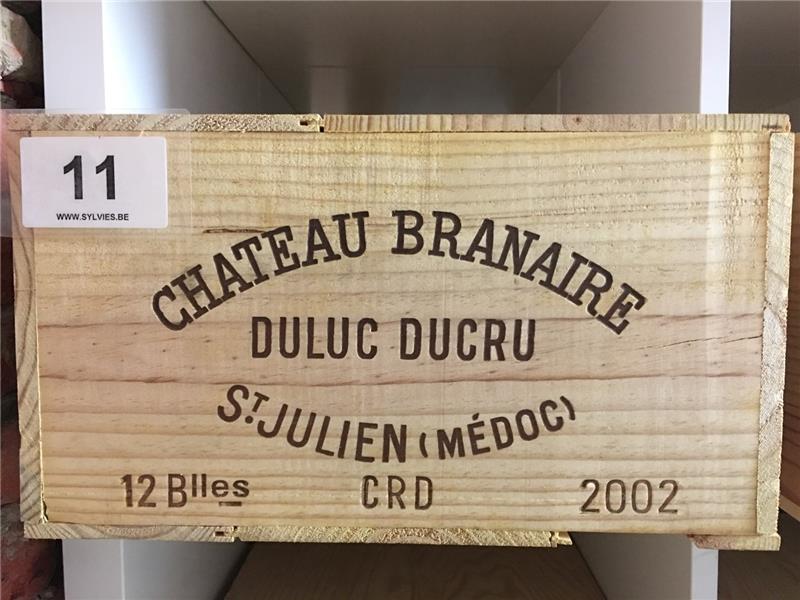 11
WWW.SYLVIES.BE
CHATEAU BRANAIRE
DULUC DUCRU
ST. JULIEN (MÉDOC)
12 Blles CRD 2002